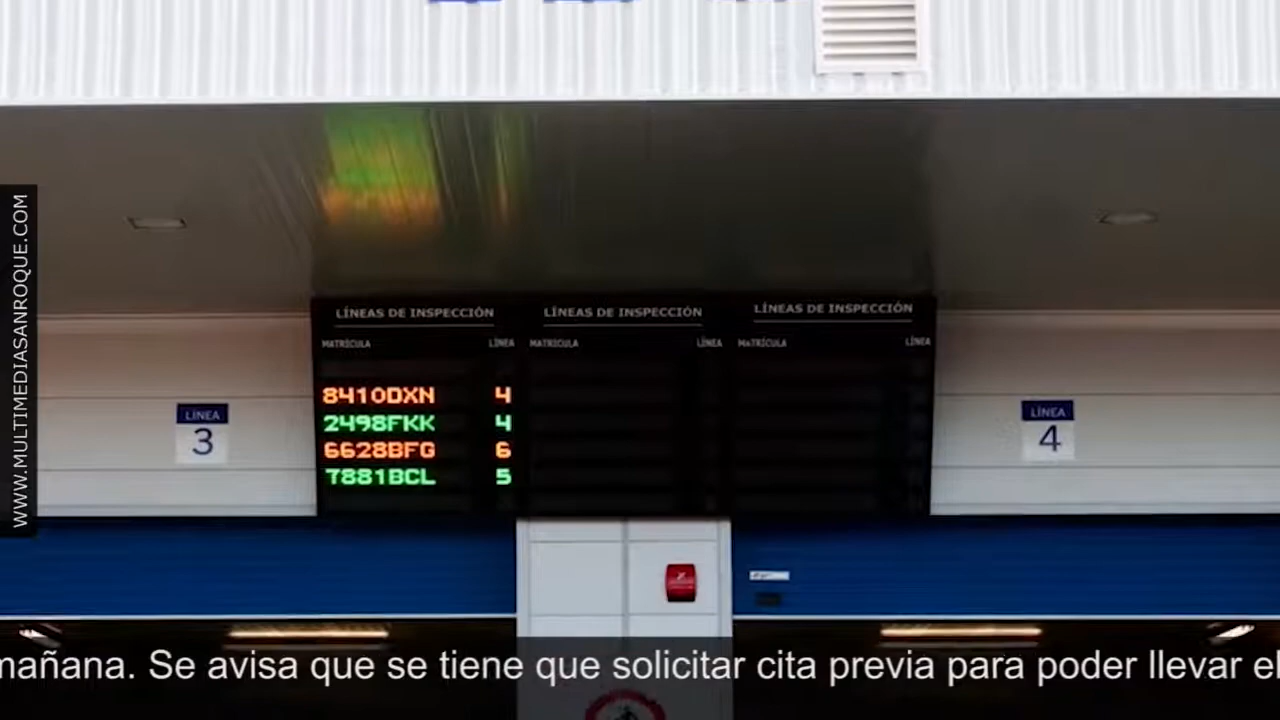 WWW.MULTIMEDIASANROQUE.COM
LÍNEAS DE INSPECCIÓN
MATRÍCULA LÍNEA
8410DXN 4
2498FKK 4
6628BFG 6
7881BCL 5
LÍNEAS DE INSPECCIÓN
MATRÍCULA LÍNEA
LÍNEAS DE INSPECCIÓN
MATRÍCULA LÍNEA
LÍNEA
3
LÍNEA
4
mañana. Se avisa que se tiene que solicitar cita previa para poder llevar el